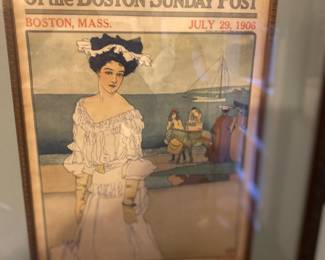 of the BOSTON SUNDAY POST
BOSTON, MASS. JULY 29, 1906